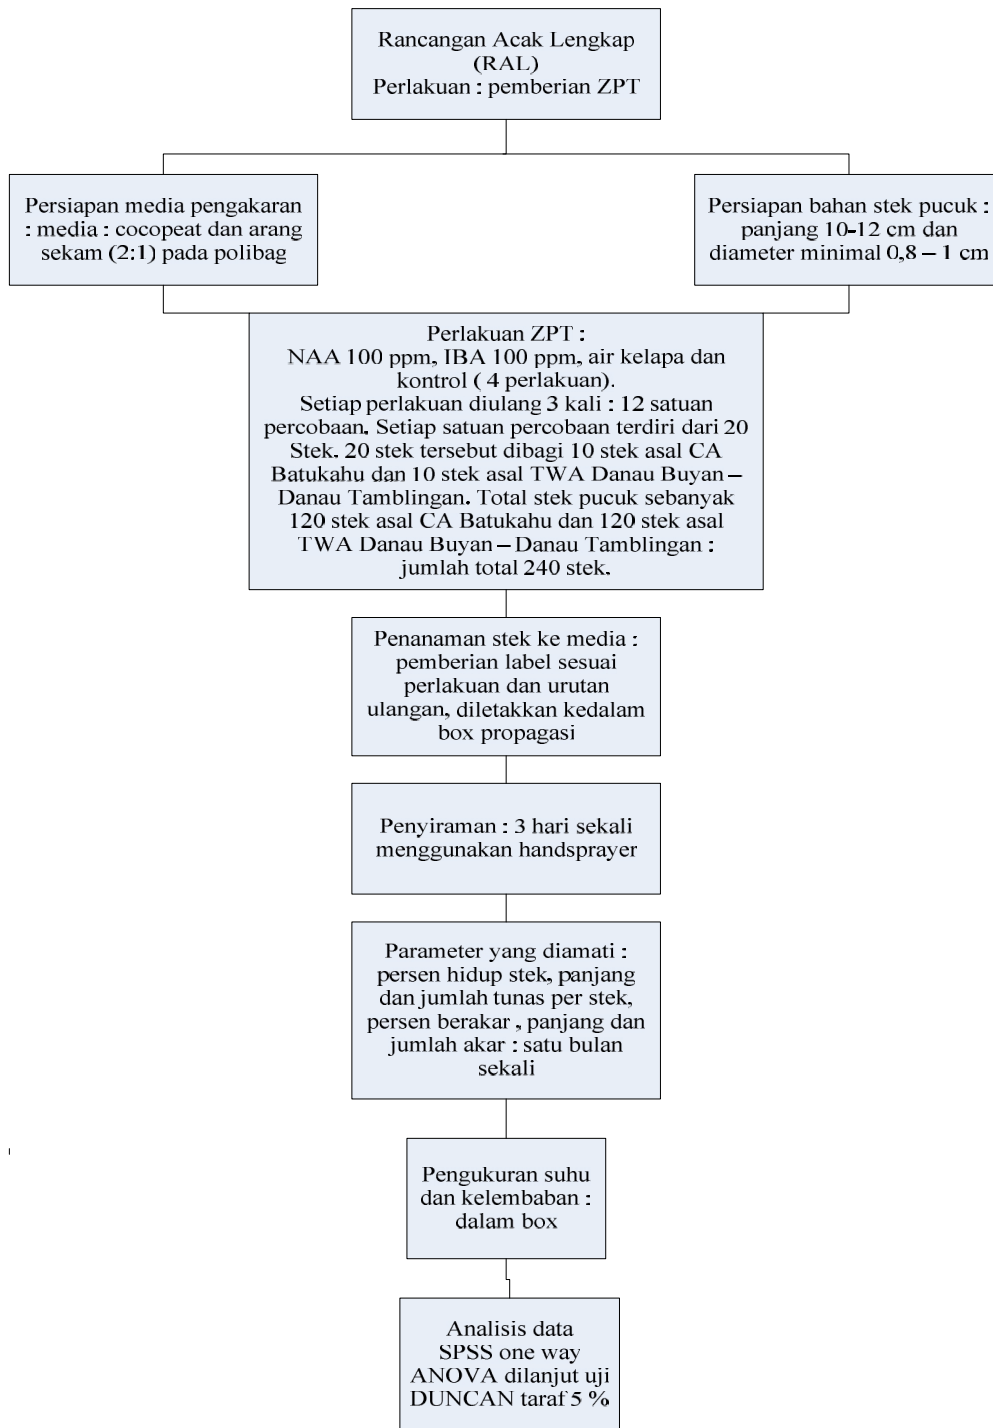 Rancangan Acak Lengkap
(RAL)
Perlakuan : pemberian ZPT
Persiapan media pengakaran
: media : cocopeat dan arang
sekam (2:1) pada polibag
Persiapan bahan stek pucuk :
panjang 10-12 cm dan
diameter minimal 0,8 – 1 cm
Perlakuan ZPT :
NAA 100 ppm, IBA 100 ppm, air kelapa dan
kontrol ( 4 perlakuan).
Setiap perlakuan diulang 3 kali : 12 satuan
percobaan. Setiap satuan percobaan terdiri dari 20
Stek. 20 stek tersebut dibagi 10 stek asal CA
Batukahu dan 10 stek asal TWA Danau Buyan –
Danau Tamblingan. Total stek pucuk sebanyak
120 stek asal CA Batukahu dan 120 stek asal
TWA Danau Buyan – Danau Tamblingan :
jumlah total 240 stek.
Penanaman stek ke media :
pemberian label sesuai
perlakuan dan urutan
ulangan, diletakkan kedalam
box propagasi
Penyiraman : 3 hari sekali
menggunakan handsprayer
Parameter yang diamati :
persen hidup stek, panjang
dan jumlah tunas per stek,
persen berakar , panjang dan
jumlah akar : satu bulan
sekali
Pengukuran suhu
dan kelembaban :
dalam box
Analisis data
SPSS one way
ANOVA dilanjut uji
DUNCAN taraf 5 %